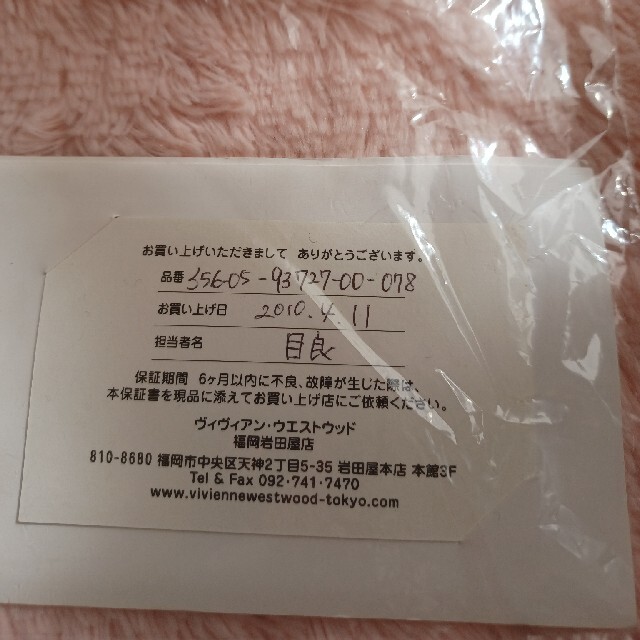 お買い上げいただきまして ありがとうございます。
品番 356-05-93727-00-078
お買い上げ日 2010.4.11
担当者名 目良
保証期間 6ヶ月以内に不良、故障が生じた際は、
本保証書を現品に添えてお買い上げ店にご依頼ください。
ヴィヴィアン・ウエストウッド
福岡岩田屋店
810-8680 福岡市中央区天神2丁目5-35 岩田屋本店 本館3F
Tel & Fax 092・741・7470
www.viviennewestwood-tokyo.com